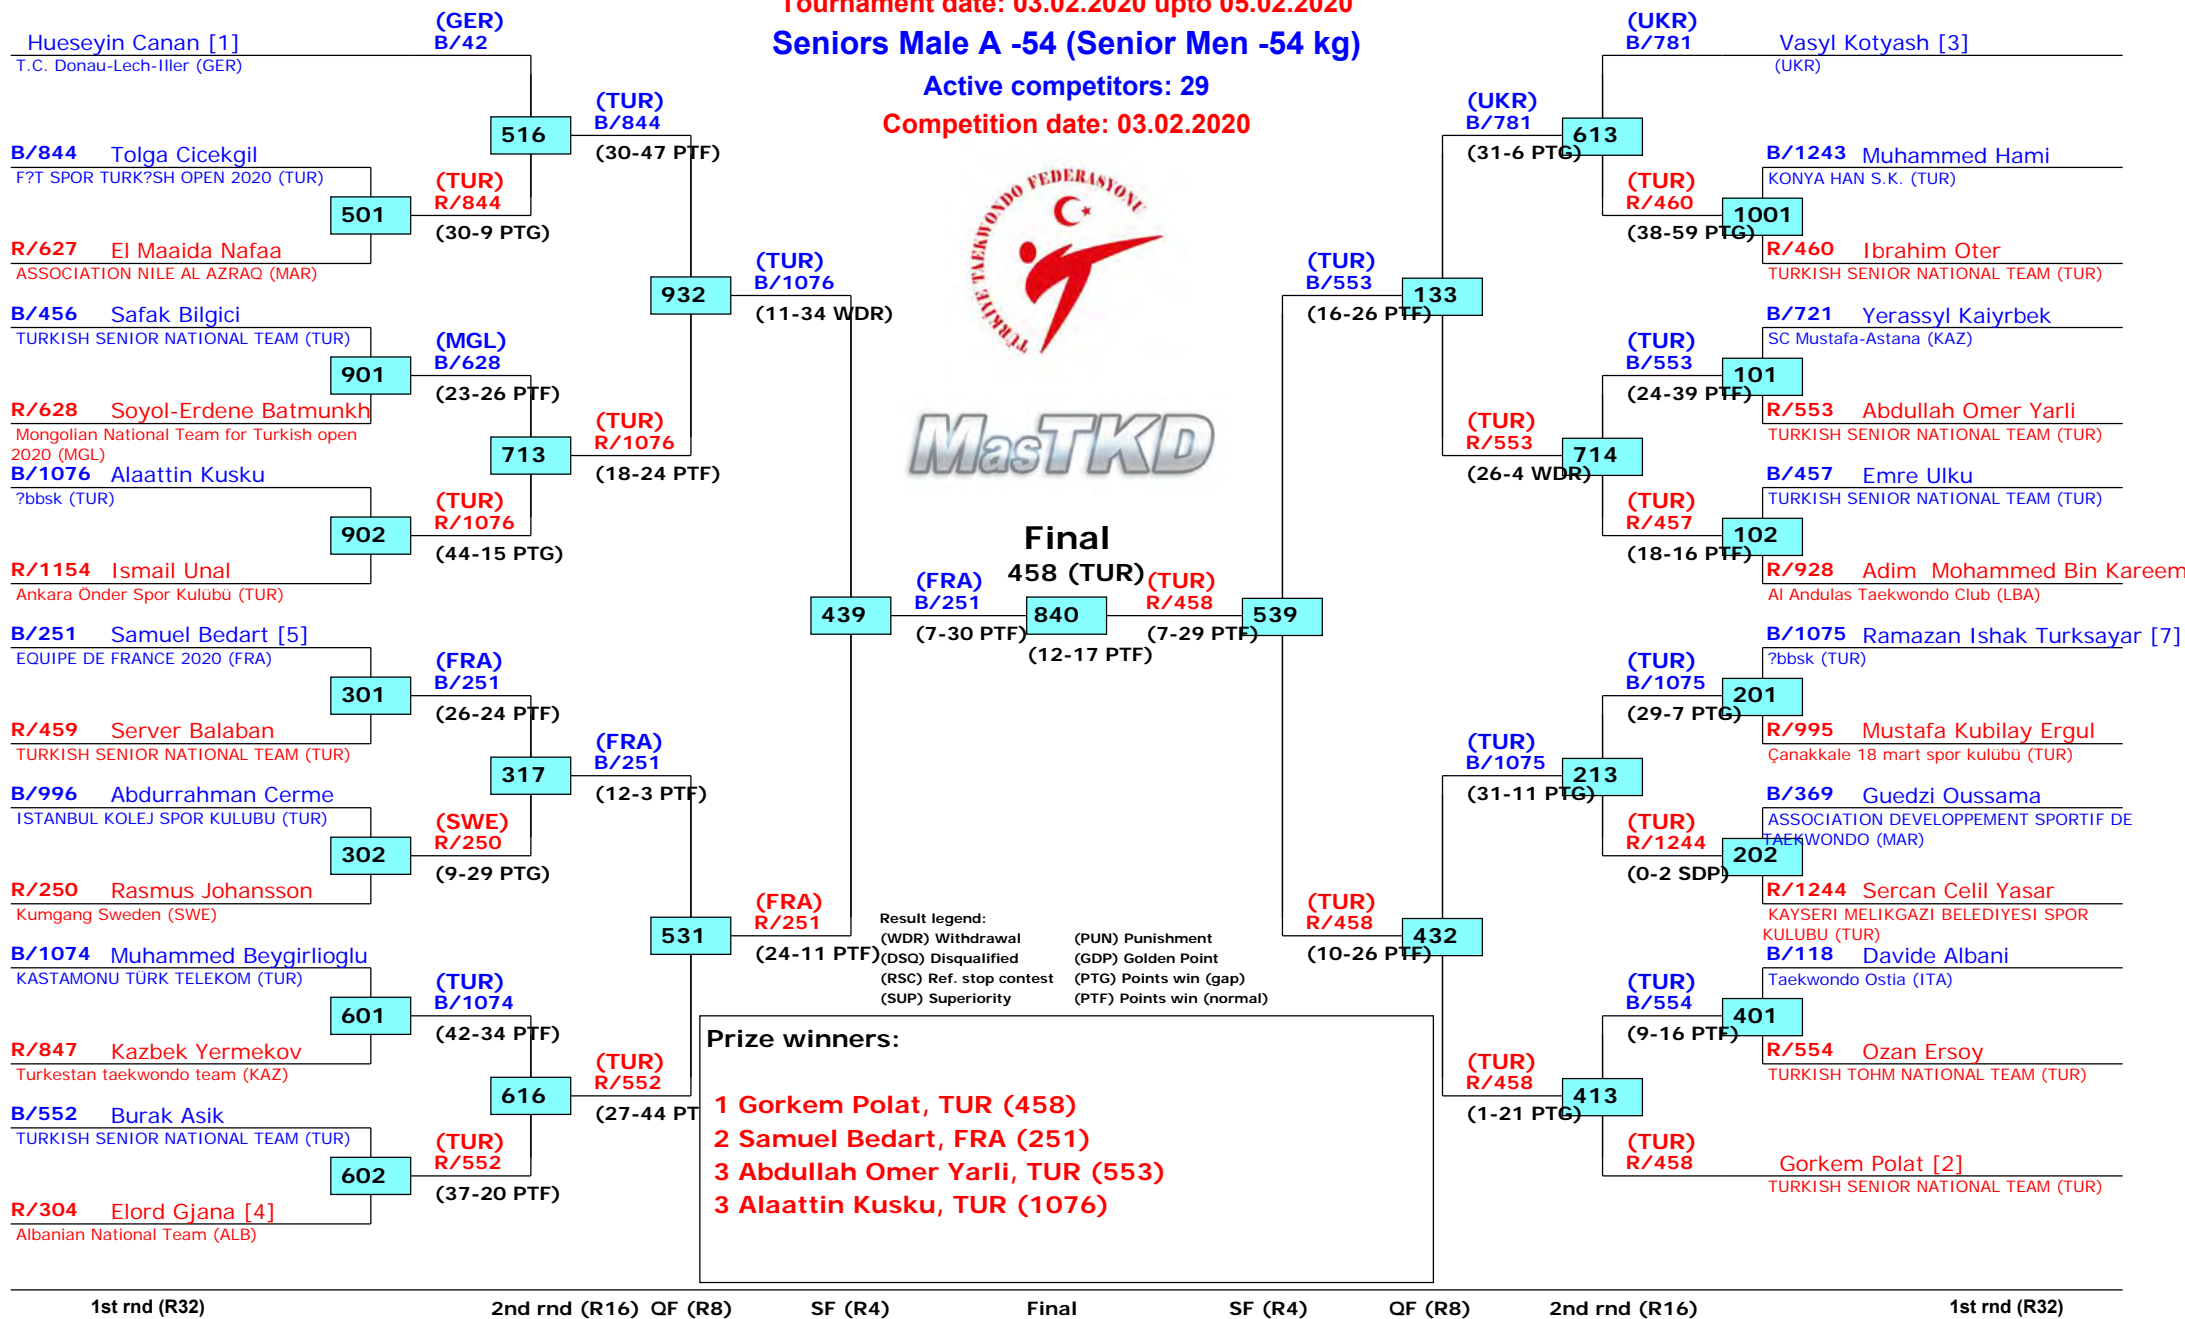 Tournament date: 03.02.2020 upto 05.02.2020
Seniors Male A -54 (Senior Men -54 kg)
Active competitors: 29
Competition date: 03.02.2020
TÜRKİYE TAEKWONDO FEDERASYONU
MasTKD
Hueseyin Canan [1]
T.C. Donau-Lech-Iller (GER)
(GER)
B/42
B/844 Tolga Cicekgil
F?T SPOR TURK?SH OPEN 2020 (TUR)
501
R/627 El Maaida Nafaa
ASSOCIATION NILE AL AZRAQ (MAR)
(TUR)
R/844
(30-9 PTG)
516
(TUR)
B/844
(30-47 PTF)
B/456 Safak Bilgici
TURKISH SENIOR NATIONAL TEAM (TUR)
901
R/628 Soyol-Erdene Batmunkh
Mongolian National Team for Turkish open
2020 (MGL)
(MGL)
B/628
(23-26 PTF)
B/1076 Alaattin Kusku
?bbsk (TUR)
902
R/1154 Ismail Unal
Ankara Önder Spor Kulübü (TUR)
(TUR)
R/1076
(44-15 PTG)
713
(TUR)
R/1076
(18-24 PTF)
932
(TUR)
B/1076
(11-34 WDR)
B/251 Samuel Bedart [5]
EQUIPE DE FRANCE 2020 (FRA)
301
R/459 Server Balaban
TURKISH SENIOR NATIONAL TEAM (TUR)
(FRA)
B/251
(26-24 PTF)
B/996 Abdurrahman Cerme
ISTANBUL KOLEJ SPOR KULUBU (TUR)
302
R/250 Rasmus Johansson
Kumgang Sweden (SWE)
(SWE)
R/250
(9-29 PTG)
317
(FRA)
B/251
(12-3 PTF)
B/1074 Muhammed Beygirlioglu
KASTAMONU TÜRK TELEKOM (TUR)
601
R/847 Kazbek Yermekov
Turkestan taekwondo team (KAZ)
(TUR)
B/1074
(42-34 PTF)
B/552 Burak Asik
TURKISH SENIOR NATIONAL TEAM (TUR)
602
R/304 Elord Gjana [4]
Albanian National Team (ALB)
(TUR)
R/552
(37-20 PTF)
616
(TUR)
R/552
(27-44 PT
531
(FRA)
R/251
(24-11 PTF)
439
(FRA)
B/251
(7-30 PTF)
Final
458 (TUR)
840
(12-17 PTF)
(TUR)
R/458
(7-29 PTF)
539
(TUR)
B/553
(16-26 PTF)
133
(UKR)
B/781
(31-6 PTG)
613
(UKR)
B/781
Vasyl Kotyash [3]
(UKR)
(TUR)
R/460
(38-59 PTG)
B/1243 Muhammed Hami
KONYA HAN S.K. (TUR)
1001
R/460 Ibrahim Oter
TURKISH SENIOR NATIONAL TEAM (TUR)
(TUR)
R/553
(26-4 WDR)
714
(TUR)
B/553
(24-39 PTF)
B/721 Yerassyl Kaiyrbek
SC Mustafa-Astana (KAZ)
101
R/553 Abdullah Omer Yarli
TURKISH SENIOR NATIONAL TEAM (TUR)
(TUR)
R/457
(18-16 PTF)
B/457 Emre Ulku
TURKISH SENIOR NATIONAL TEAM (TUR)
102
R/928 Adim Mohammed Bin Kareem
Al Andulas Taekwondo Club (LBA)
(TUR)
R/458
(10-26 PTF)
432
(TUR)
B/1075
(31-11 PTG)
213
(TUR)
B/1075
(29-7 PTG)
B/1075 Ramazan Ishak Turksayar [7]
?bbsk (TUR)
201
R/995 Mustafa Kubilay Ergul
Çanakkale 18 mart spor kulübü (TUR)
(TUR)
R/1244
(0-2 SDP)
B/369 Guedzi Oussama
ASSOCIATION DEVELOPPEMENT SPORTIF DE
TAEKWONDO (MAR)
202
R/1244 Sercan Celil Yasar
KAYSERI MELIKGAZI BELEDIYESI SPOR
KULUBU (TUR)
(TUR)
R/458
(1-21 PTG)
413
(TUR)
B/554
(9-16 PTF)
B/118 Davide Albani
Taekwondo Ostia (ITA)
401
R/554 Ozan Ersoy
TURKISH TOHM NATIONAL TEAM (TUR)
(TUR)
R/458
Gorkem Polat [2]
TURKISH SENIOR NATIONAL TEAM (TUR)
Result legend:
(WDR) Withdrawal (PUN) Punishment
(DSQ) Disqualified (GDP) Golden Point
(RSC) Ref. stop contest (PTG) Points win (gap)
(SUP) Superiority (PTF) Points win (normal)
Prize winners:
1 Gorkem Polat, TUR (458)
2 Samuel Bedart, FRA (251)
3 Abdullah Omer Yarli, TUR (553)
3 Alaattin Kusku, TUR (1076)
1st rnd (R32) 2nd rnd (R16) QF (R8) SF (R4) Final SF (R4) QF (R8) 2nd rnd (R16) 1st rnd (R32)